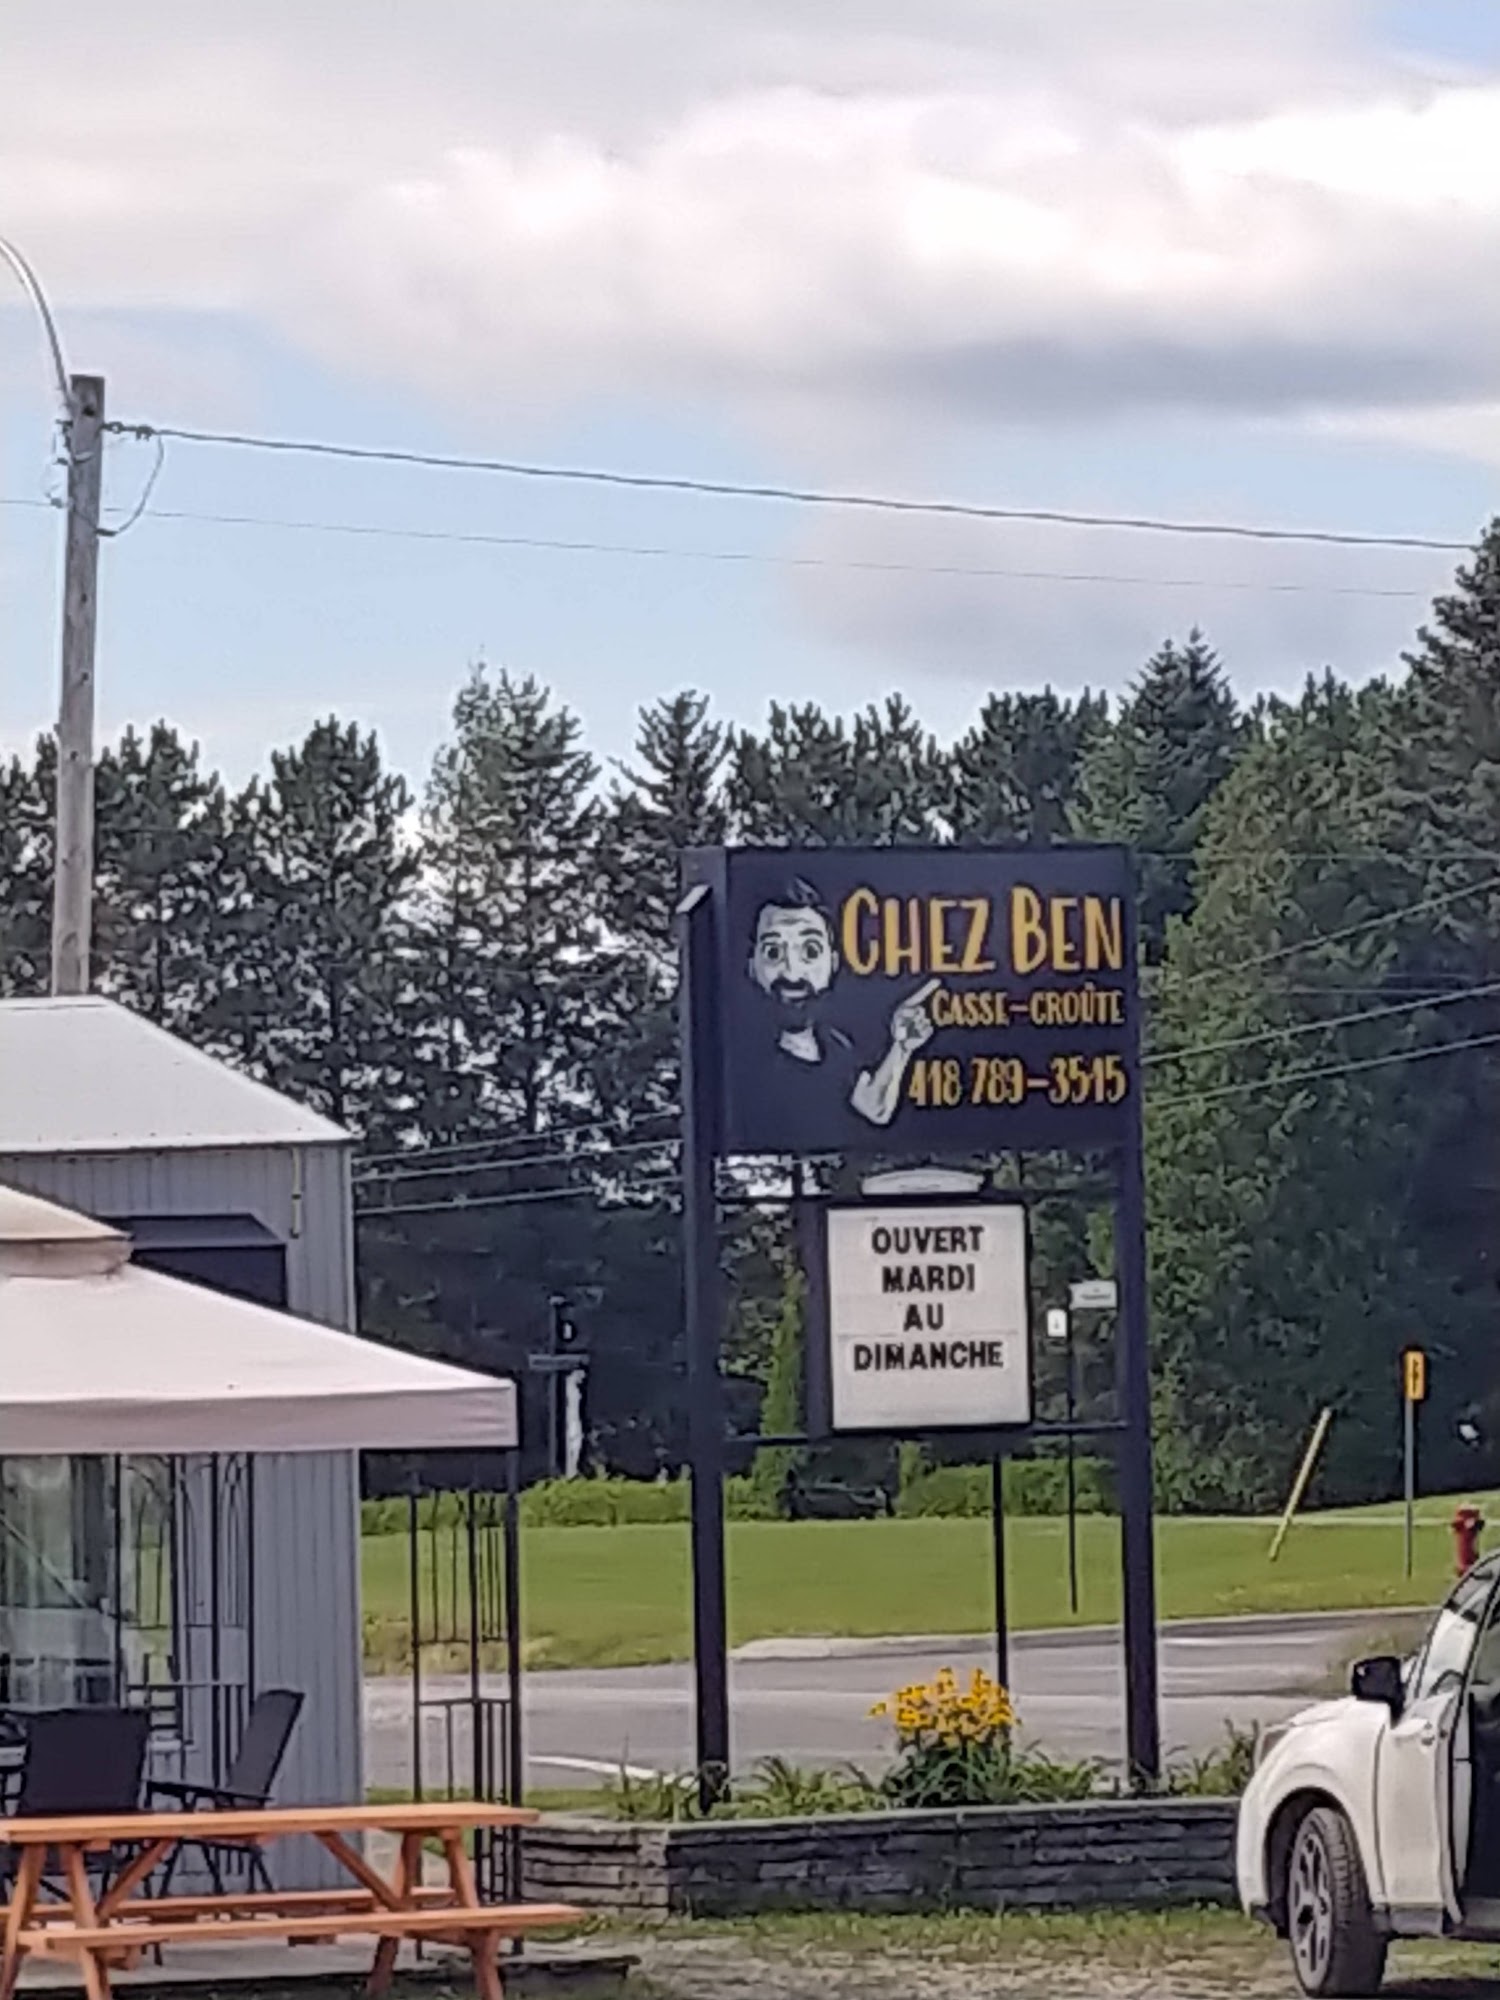 CHEZ BEN
CASSE-CROÛTE
418 789-3515
OUVERT
MARDI
AU
DIMANCHE